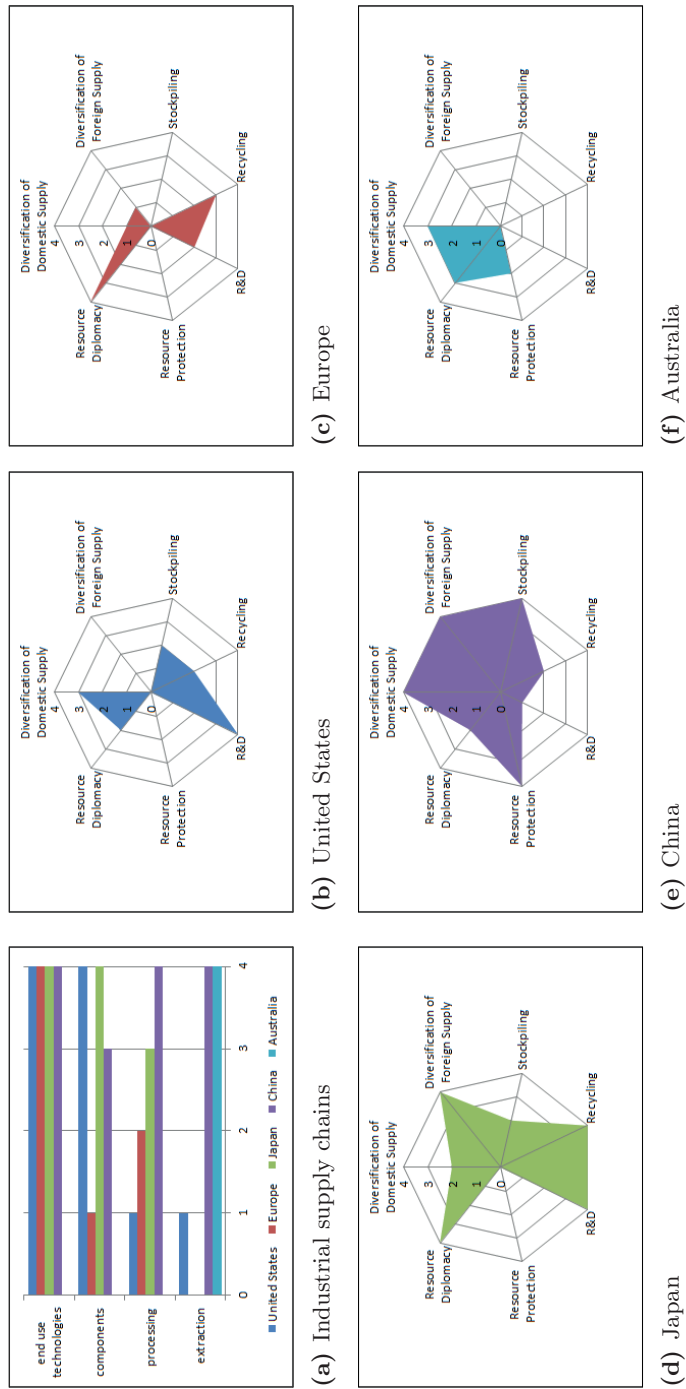 end use
technologies
components
processing
extraction
0
1
2
3
4
United States
Europe
Japan
China
Australia
(a) Industrial supply chains
Diversification of
Domestic Supply
Diversification of
Foreign Supply
Stockpiling
Recycling
R&D
Resource
Protection
Resource
Diplomacy
4
3
2
1
0
(b) United States
Diversification of
Domestic Supply
Diversification of
Foreign Supply
Stockpiling
Recycling
R&D
Resource
Protection
Resource
Diplomacy
4
3
2
1
0
(c) Europe
Diversification of
Domestic Supply
Diversification of
Foreign Supply
Stockpiling
Recycling
R&D
Resource
Protection
Resource
Diplomacy
4
3
2
1
0
(d) Japan
Diversification of
Domestic Supply
Diversification of
Foreign Supply
Stockpiling
Recycling
R&D
Resource
Protection
Resource
Diplomacy
4
3
2
1
0
(e) China
Diversification of
Domestic Supply
Diversification of
Foreign Supply
Stockpiling
Recycling
R&D
Resource
Protection
Resource
Diplomacy
4
3
2
1
0
(f) Australia